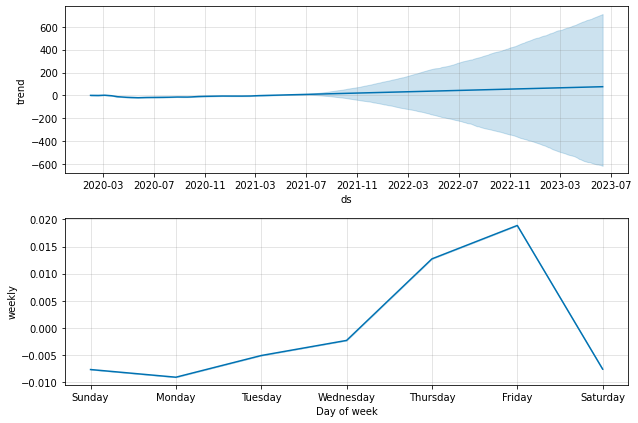 600
400
200
0
−200
−400
−600
trend
2020-03 2020-07 2020-11 2021-03 2021-07 2021-11 2022-03 2022-07 2022-11 2023-03 2023-07
ds
0.020
0.015
0.010
0.005
0.000
−0.005
−0.010
weekly
Sunday Monday Tuesday Wednesday Thursday Friday Saturday
Day of week